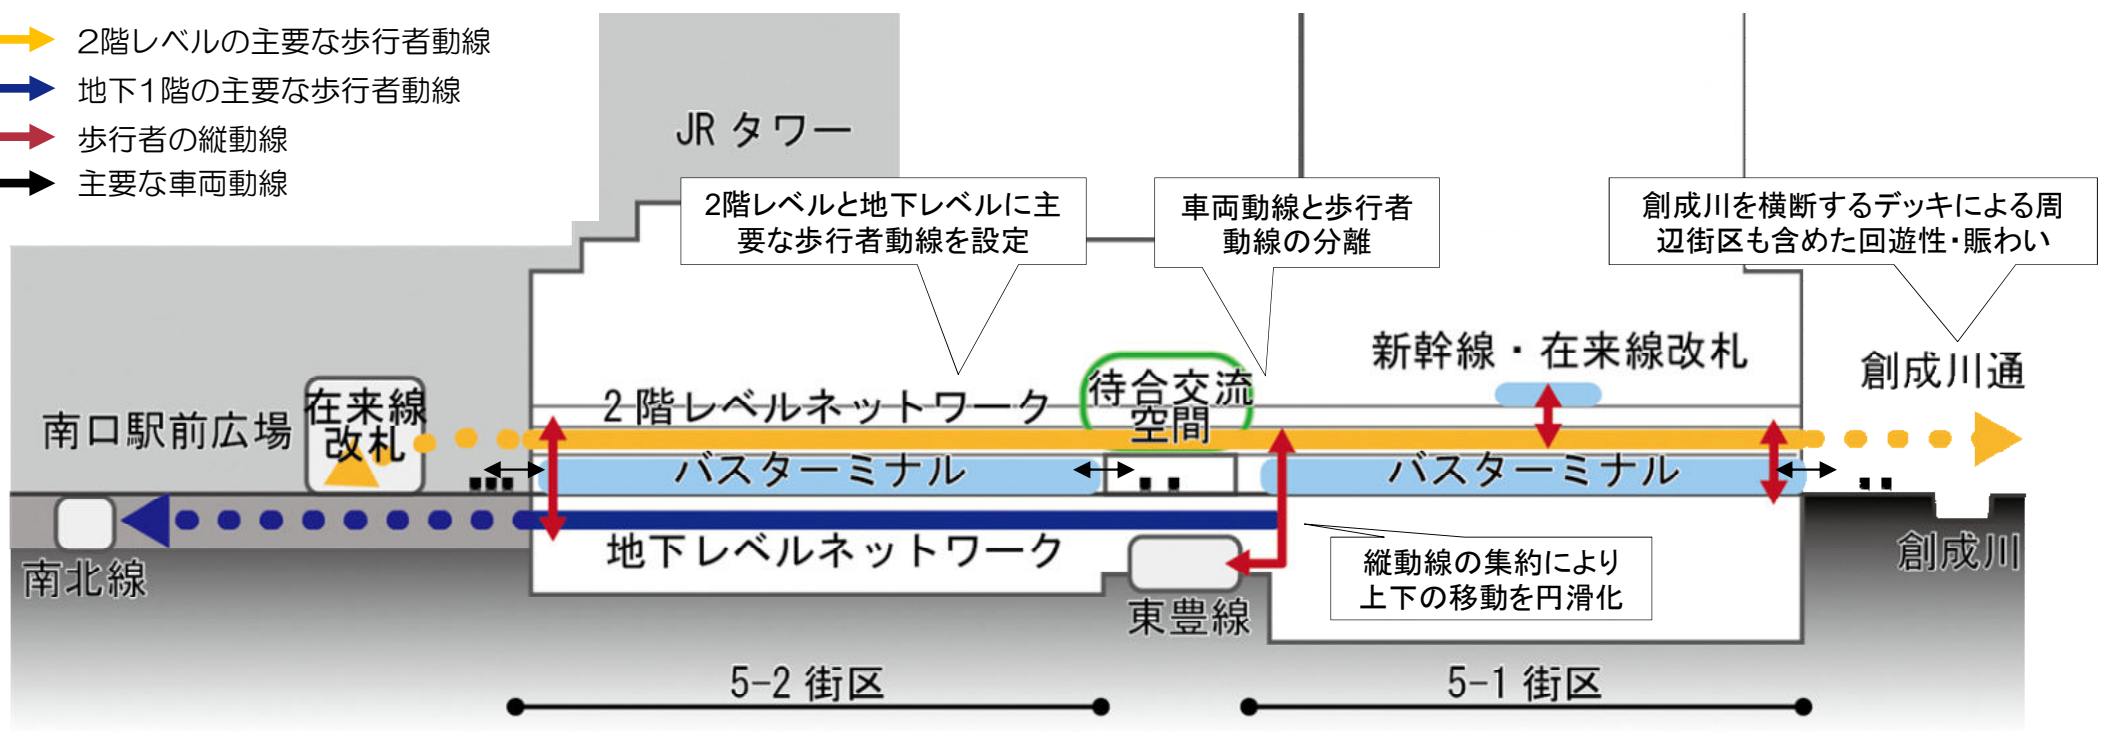 2階レベルの主要な歩行者動線
地下1階の主要な歩行者動線
歩行者の縦動線
主要な車両動線
JR タワー
2階レベルと地下レベルに主
要な歩行者動線を設定
車両動線と歩行者
動線の分離
創成川を横断するデッキによる周
辺街区も含めた回遊性・賑わい
新幹線・在来線改札
創成川通
南口駅前広場
在来線
改札
2階レベルネットワーク
待合交流
空間
バスターミナル
バスターミナル
地下レベルネットワーク
南北線
東豊線
縦動線の集約により
上下の移動を円滑化
創成川
5-2 街区
5-1 街区